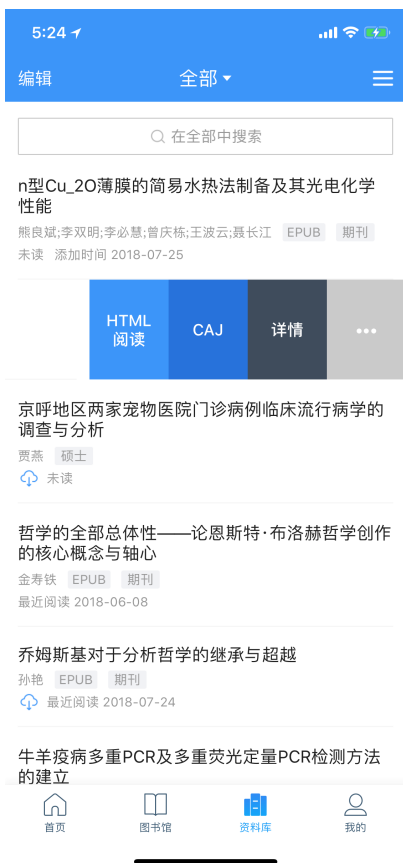 5:24
编辑
全部
在全部中搜索
n型Cu_2O薄膜的简易水热法制备及其光电化学
性能
熊良斌;李双明;李必慧;曾庆栋;王波云;聂长江 EPUB 期刊
未读 添加时间 2018-07-25
HTML
阅读
CAJ
详情
京呼地区两家宠物医院门诊病例临床流行病学的
调查与分析
贾燕 硕士
未读
哲学的全部总体性——论恩斯特·布洛赫哲学创作
的核心概念与轴心
金寿铁 EPUB 期刊
最近阅读 2018-06-08
乔姆斯基对于分析哲学的继承与超越
孙艳 EPUB 期刊
最近阅读 2018-07-24
牛羊疫病多重PCR及多重荧光定量PCR检测方法
的建立
首页
图书馆
资料库
我的